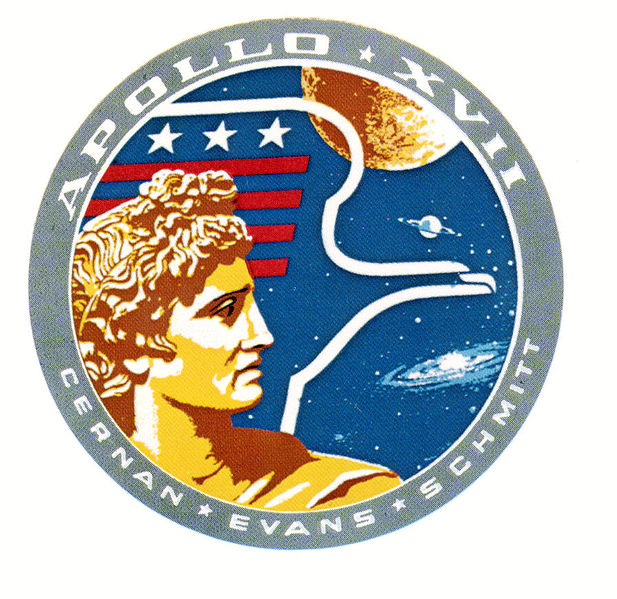 APOLLO ★ XVII
CERNAN ★ EVANS ★ SCHMITT